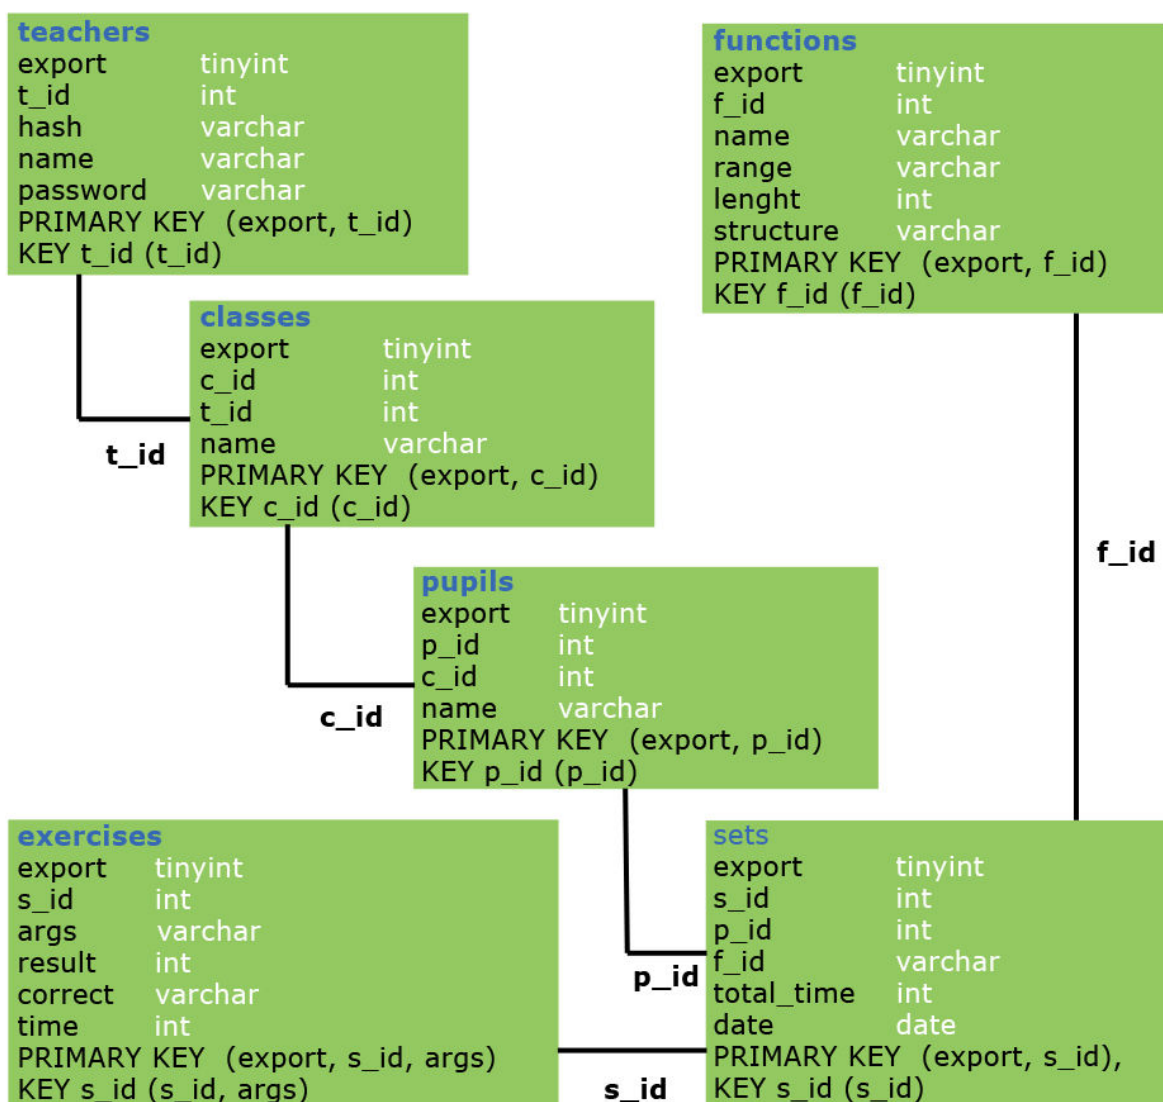 teachers
export tinyint
t_id int
hash varchar
name varchar
password varchar
PRIMARY KEY (export, t_id)
KEY t_id (t_id)
functions
export tinyint
f_id int
name varchar
range varchar
lenght int
structure varchar
PRIMARY KEY (export, f_id)
KEY f_id (f_id)
classes
export tinyint
c_id int
t_id int
name varchar
PRIMARY KEY (export, c_id)
KEY c_id (c_id)
t_id
f_id
pupils
export tinyint
p_id int
c_id int
name varchar
PRIMARY KEY (export, p_id)
KEY p_id (p_id)
c_id
exercises
export tinyint
s_id int
args varchar
result int
correct varchar
time int
PRIMARY KEY (export, s_id, args)
KEY s_id (s_id, args)
p_id
s_id
sets
export tinyint
s_id int
p_id int
f_id varchar
total_time int
date date
PRIMARY KEY (export, s_id),
KEY s_id (s_id)